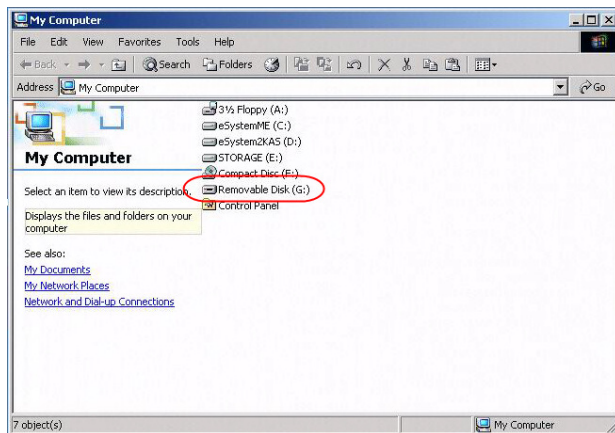 My Computer
File Edit View Favorites Tools Help
Back Search Folders
Address My Computer Go
3½ Floppy (A:)
eSystemME (C:)
eSystem2KAS (D:)
STORAGE (E:)
Compact Disc (F:)
Removable Disk (G:)
Control Panel
My Computer
Select an item to view its description.
Displays the files and folders on your
computer
See also:
My Documents
My Network Places
Network and Dial-up Connections
7 object(s) My Computer